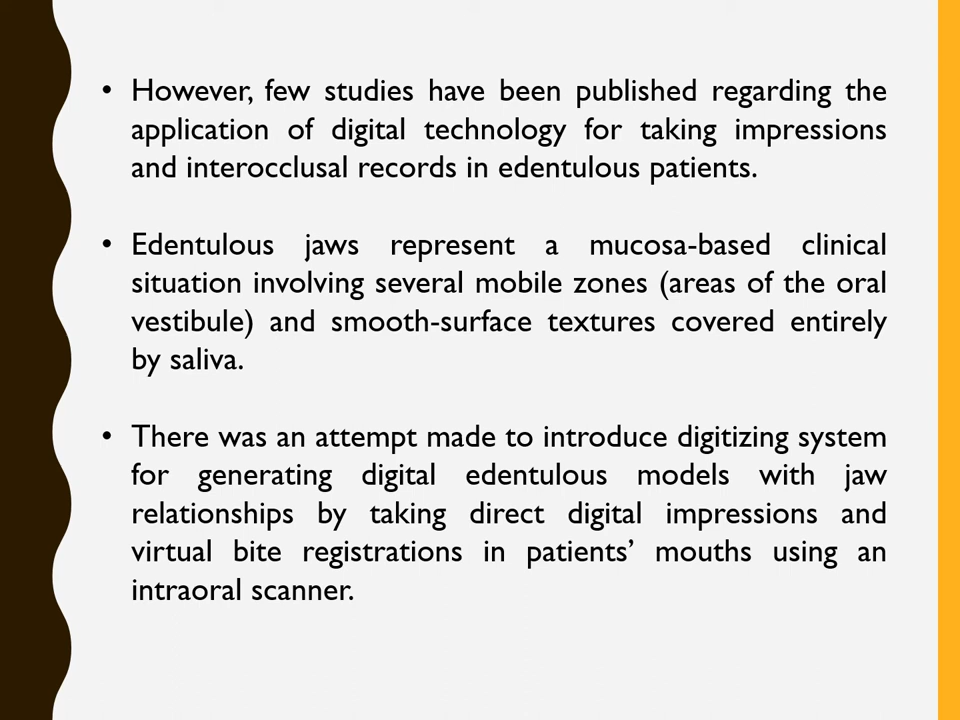 • However, few studies have been published regarding the
application of digital technology for taking impressions
and interocclusal records in edentulous patients.
• Edentulous jaws represent a mucosa-based clinical
situation involving several mobile zones (areas of the oral
vestibule) and smooth-surface textures covered entirely
by saliva.
• There was an attempt made to introduce digitizing system
for generating digital edentulous models with jaw
relationships by taking direct digital impressions and
virtual bite registrations in patients’ mouths using an
intraoral scanner.